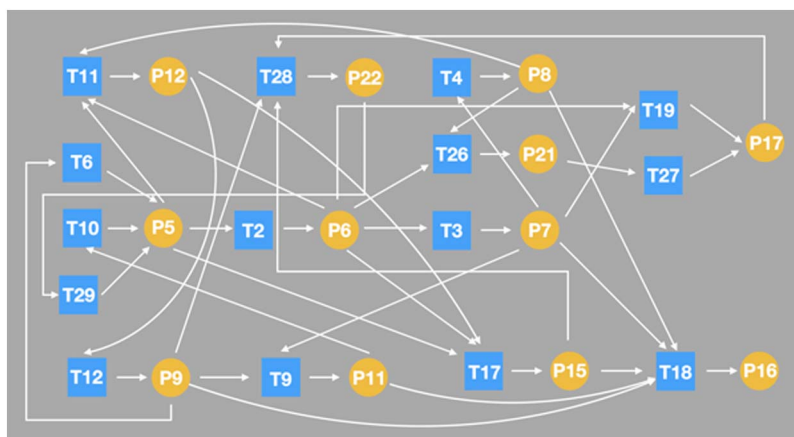 T11 P12 T28 P22 T4 P8
T19
P17
T6 T26 P21 T27
T10 P5 T2 P6 T3 P7
T29
T12 P9 T9 P11 T17 P15 T18 P16